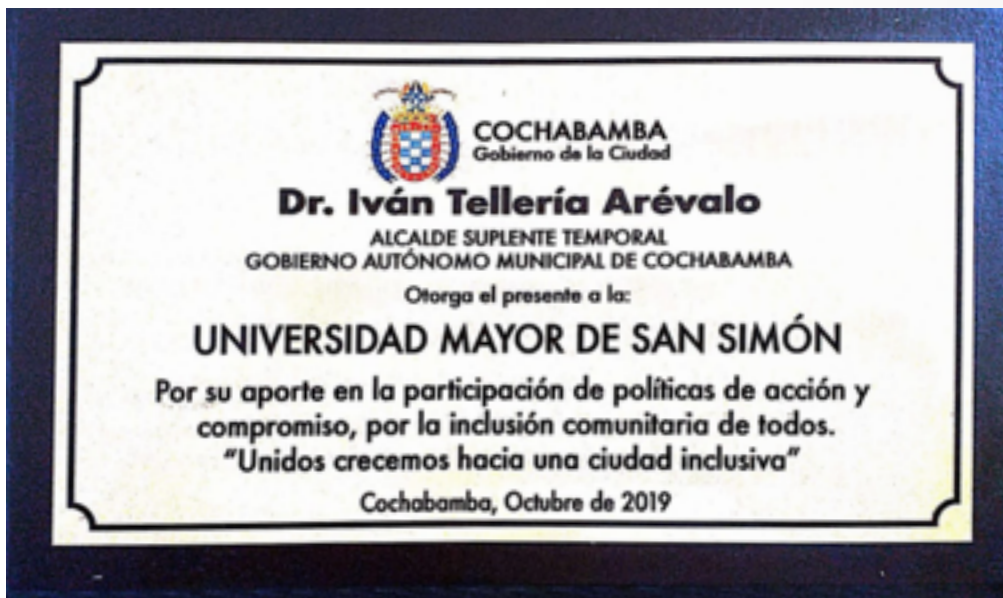 COCHABAMBA
Gobierno de la Ciudad
Dr. Iván Tellería Arévalo
ALCALDE SUPLENTE TEMPORAL
GOBIERNO AUTÓNOMO MUNICIPAL DE COCHABAMBA
Otorga el presente a la:
UNIVERSIDAD MAYOR DE SAN SIMÓN
Por su aporte en la participación de políticas de acción y
compromiso, por la inclusión comunitaria de todos.
“Unidos crecemos hacia una ciudad inclusiva”
Cochabamba, Octubre de 2019